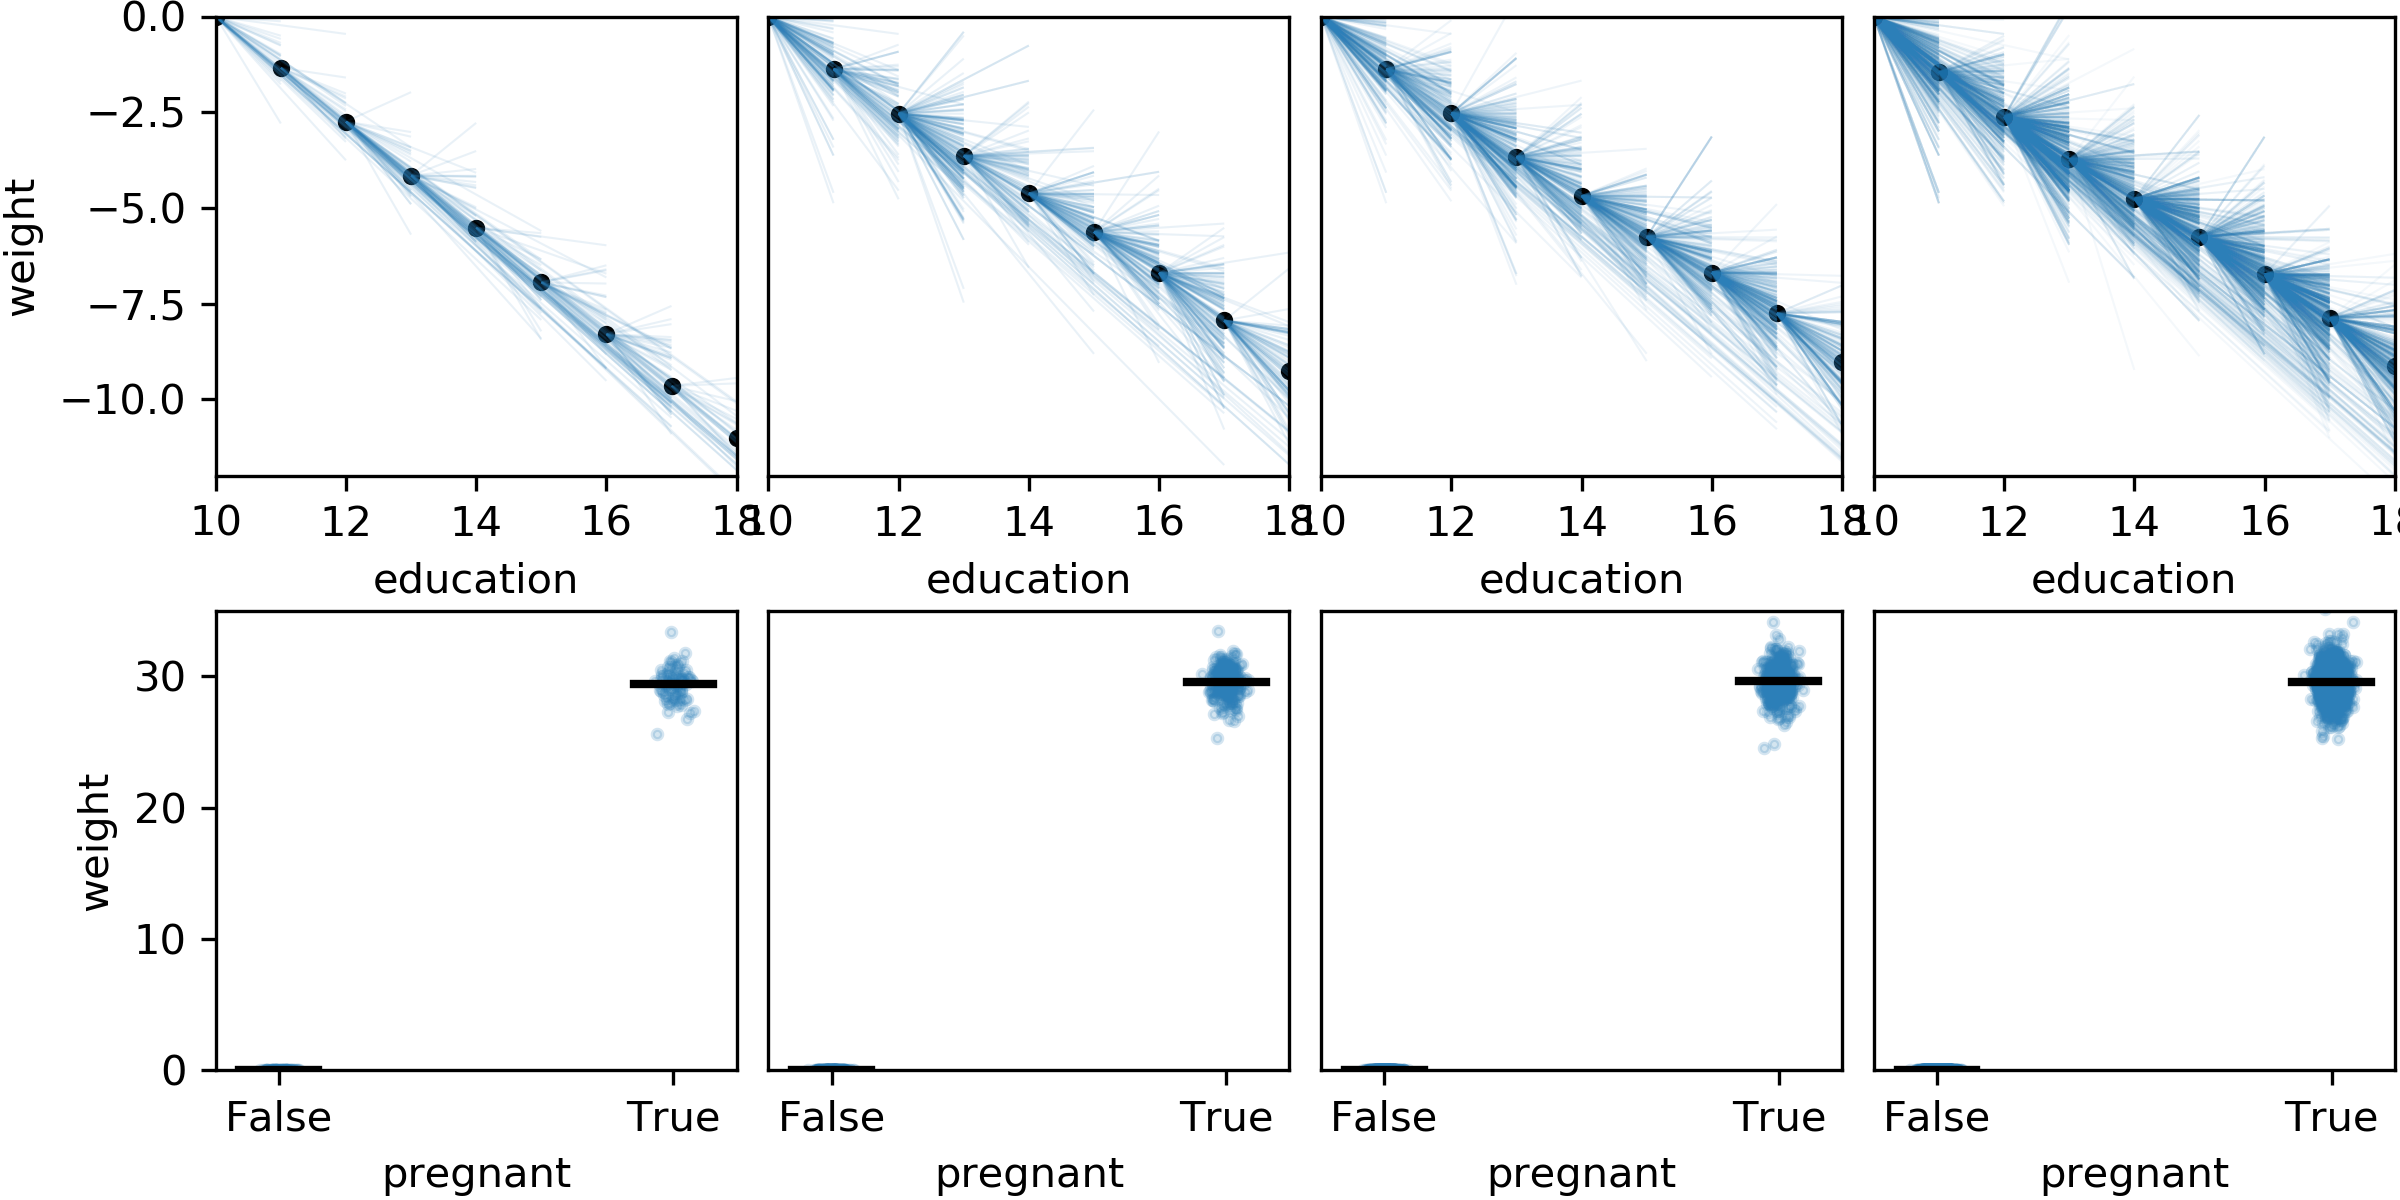 0.0
−2.5
−5.0
−7.5
−10.0
weight
10 12 14 16 18
10 12 14 16 18
10 12 14 16 18
10 12 14 16
education education education education
30
20
10
0
weight
False True False True False True False True
pregnant pregnant pregnant pregnant